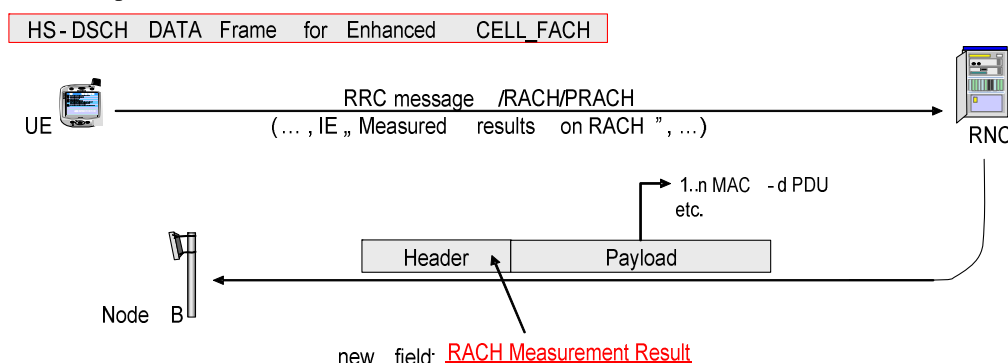 HS-DSCH DATA Frame for Enhanced CELL_FACH
RRC message /RACH/PRACH
UE
(… , IE „ Measured results on RACH ”, …)
RNC
1..n MAC - d PDU
etc.
Header Payload
Node B
new field: RACH Measurement Result